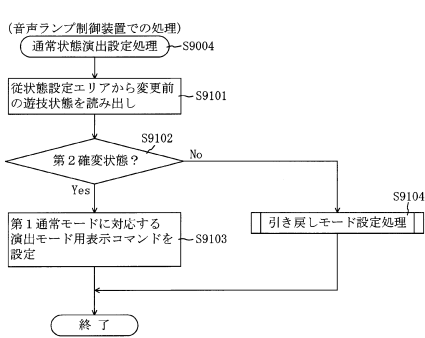 (音声ランプ制御装置での処理)
通常状態演出設定処理
S9004
従状態設定エリアから変更前
の遊技状態を読み出し
S9101
S9102
第2確変状態?
No
Yes
S9104
第1通常モードに対応する
演出モード用表示コマンドを
設定
S9103
引き戻しモード設定処理
終了